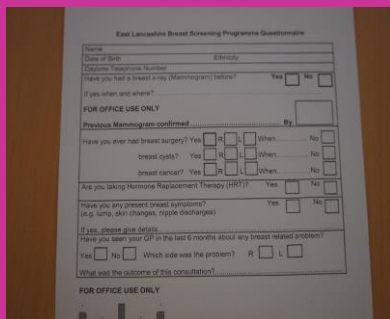 East Lancashire Breast Screening Programme Questionnaire
Name
Date of Birth Ethnicity
Daytime Telephone Number
Have you had a breast x-ray (Mammogram) before? Yes No
If yes when and where?
FOR OFFICE USE ONLY
Previous Mammogram confirmed By
Have you ever had breast surgery? Yes R L When No
breast cysts? Yes R L When No
breast cancer? Yes R L When No
Are you taking Hormone Replacement Therapy (HRT)? Yes No
Have you any present breast symptoms? Yes No
(e.g. lump, skin changes, nipple discharges)
If yes, please give details
Have you seen your GP in the last 6 months about any breast related problem?
Yes No Which side was the problem? R L
What was the outcome of this consultation?
FOR OFFICE USE ONLY